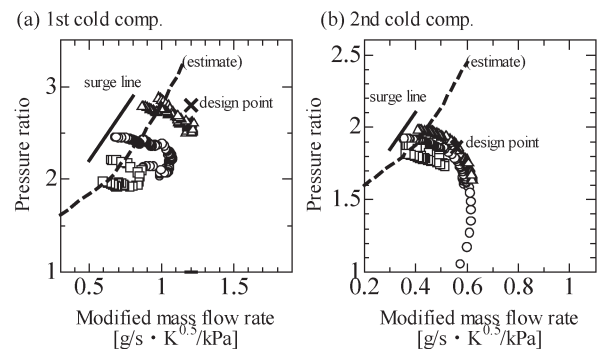 (a) 1st cold comp.
(estimate)
surge line
design point
Pressure ratio
3
2
1
0.5
1
1.5
Modified mass flow rate
[g/s・K^0.5/kPa]
(b) 2nd cold comp.
(estimate)
surge line
design point
Pressure ratio
2.5
2
1.5
1
0.2
0.4
0.6
0.8
1
Modified mass flow rate
[g/s・K^0.5/kPa]